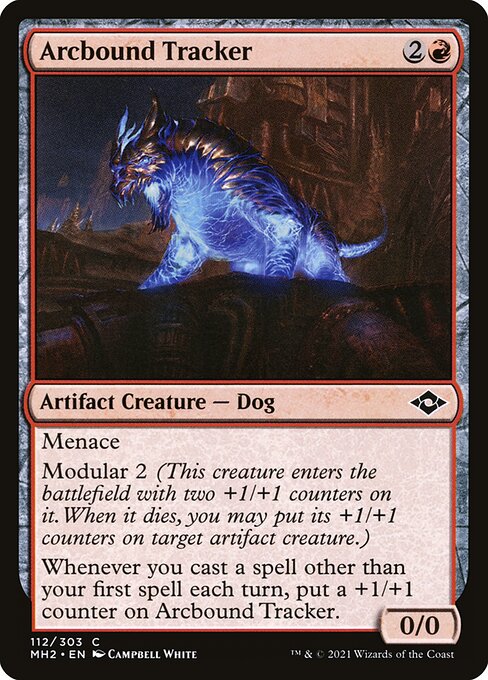 Arcbound Tracker 2
Artifact Creature — Dog
Menace
Modular 2 (This creature enters the
battlefield with two +1/+1 counters on
it. When it dies, you may put its +1/+1
counters on target artifact creature.)
Whenever you cast a spell other than
your first spell each turn, put a +1/+1
counter on Arcbound Tracker.
0/0
112/303 C
MH2 • EN Campbell White
™ & © 2021 Wizards of the Coast